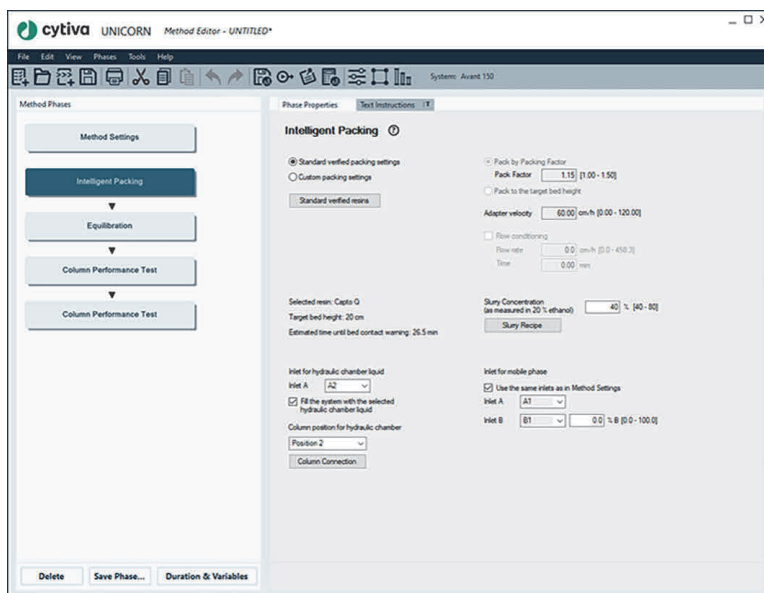 cytiva UNICORN Method Editor - UNTITLED*
File Edit View Phases Tools Help
System: Avant 150
Method Phases
Method Settings
Intelligent Packing
Equilibration
Column Performance Test
Column Performance Test
Delete Save Phase... Duration & Variables
Phase Properties Text Instructions
Intelligent Packing ?
Standard verified packing settings
Custom packing settings
Standard verified resins
Pack by Packing Factor
Pack Factor 1.15 [1.00 - 1.50]
Pack to the target bed height
Adapter velocity 60.00 cm/h [0.00 - 120.00]
Flow conditioning
Flow rate 0.0 cm/h [0.0 - 458.3]
Time 0.00 min
Selected resin: Capto Q
Target bed height: 20 cm
Estimated time until bed contact warning: 26.5 min
Slurry Concentration
(as measured in 20 % ethanol) 40 % [40 - 80]
Slurry Recipe
Inlet for hydraulic chamber liquid
Inlet A A2
Fill the system with the selected
hydraulic chamber liquid
Column position for hydraulic chamber
Position 2
Column Connection
Inlet for mobile phase
Use the same inlets as in Method Settings
Inlet A A1
Inlet B B1 0.0 % B [0.0 - 100.0]